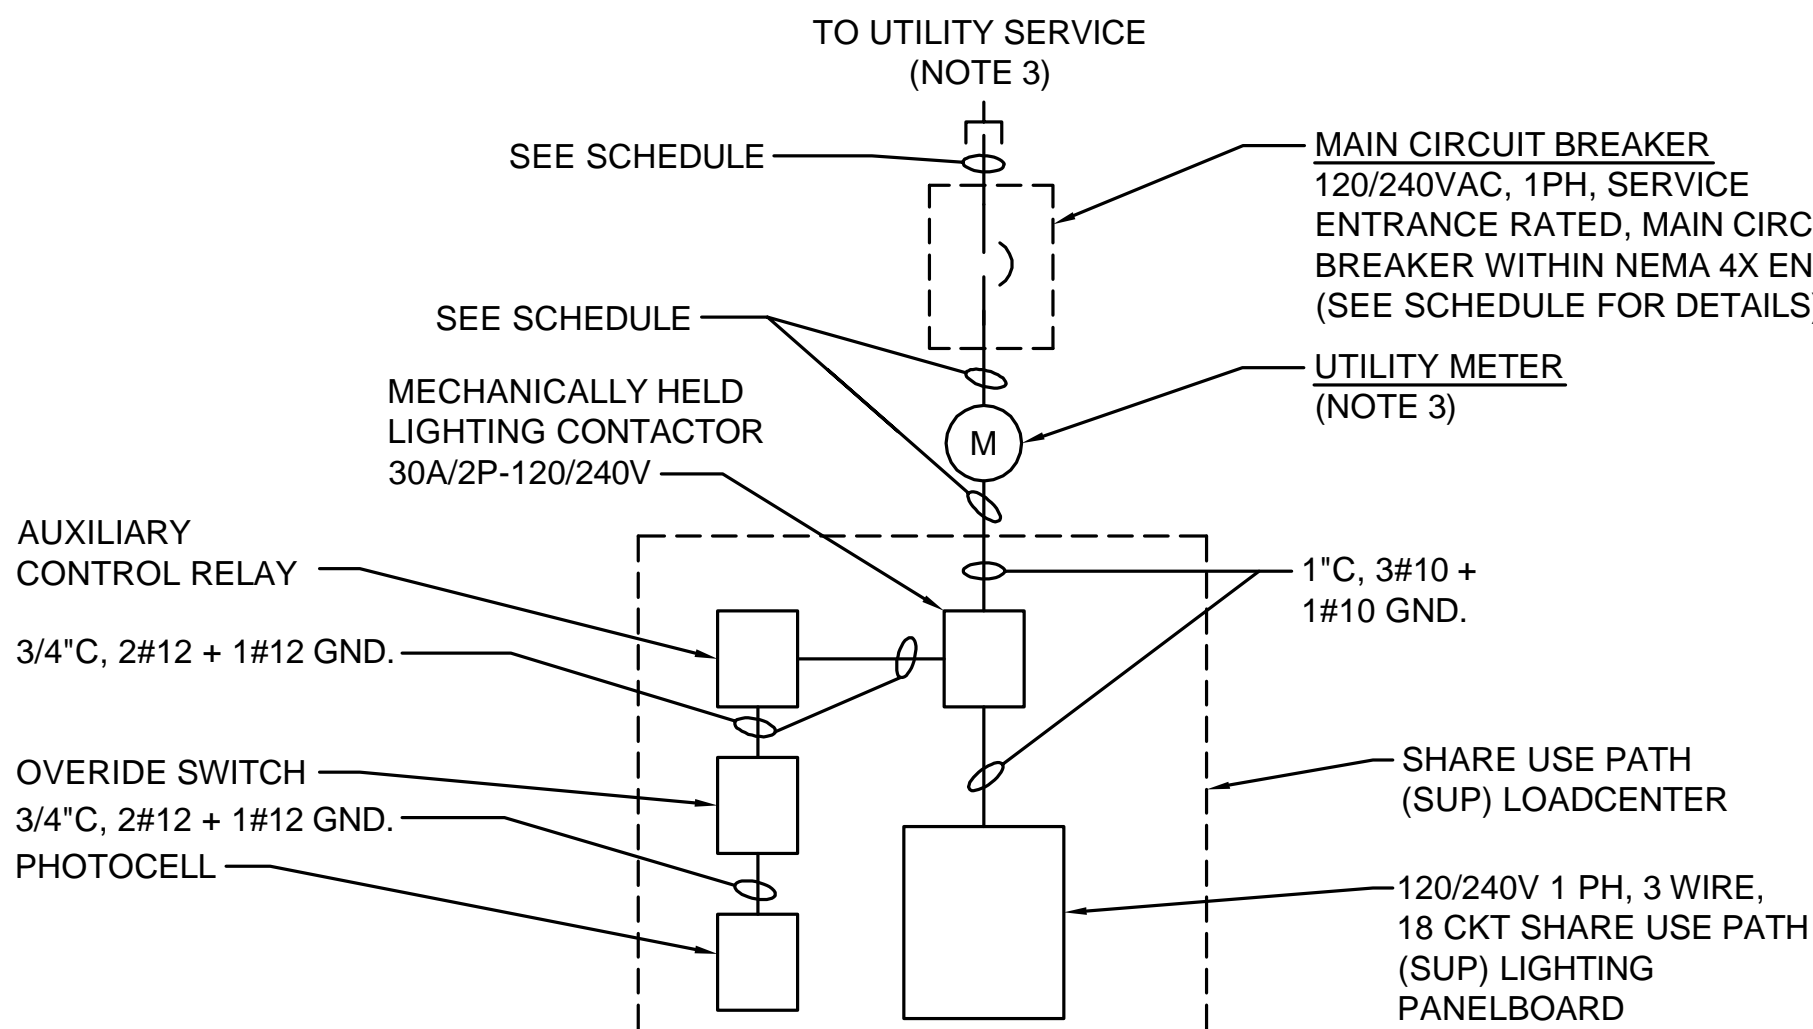 TO UTILITY SERVICE
(NOTE 3)
SEE SCHEDULE
MAIN CIRCUIT BREAKER
120/240VAC, 1PH, SERVICE
ENTRANCE RATED, MAIN CIRC
BREAKER WITHIN NEMA 4X EN
(SEE SCHEDULE FOR DETAILS)
SEE SCHEDULE
UTILITY METER
(NOTE 3)
MECHANICALLY HELD
LIGHTING CONTACTOR
30A/2P-120/240V
M
AUXILIARY
CONTROL RELAY
1"C, 3#10 +
1#10 GND.
3/4"C, 2#12 + 1#12 GND.
OVERIDE SWITCH
3/4"C, 2#12 + 1#12 GND.
PHOTOCELL
SHARE USE PATH
(SUP) LOADCENTER
120/240V 1 PH, 3 WIRE,
18 CKT SHARE USE PATH
(SUP) LIGHTING
PANELBOARD